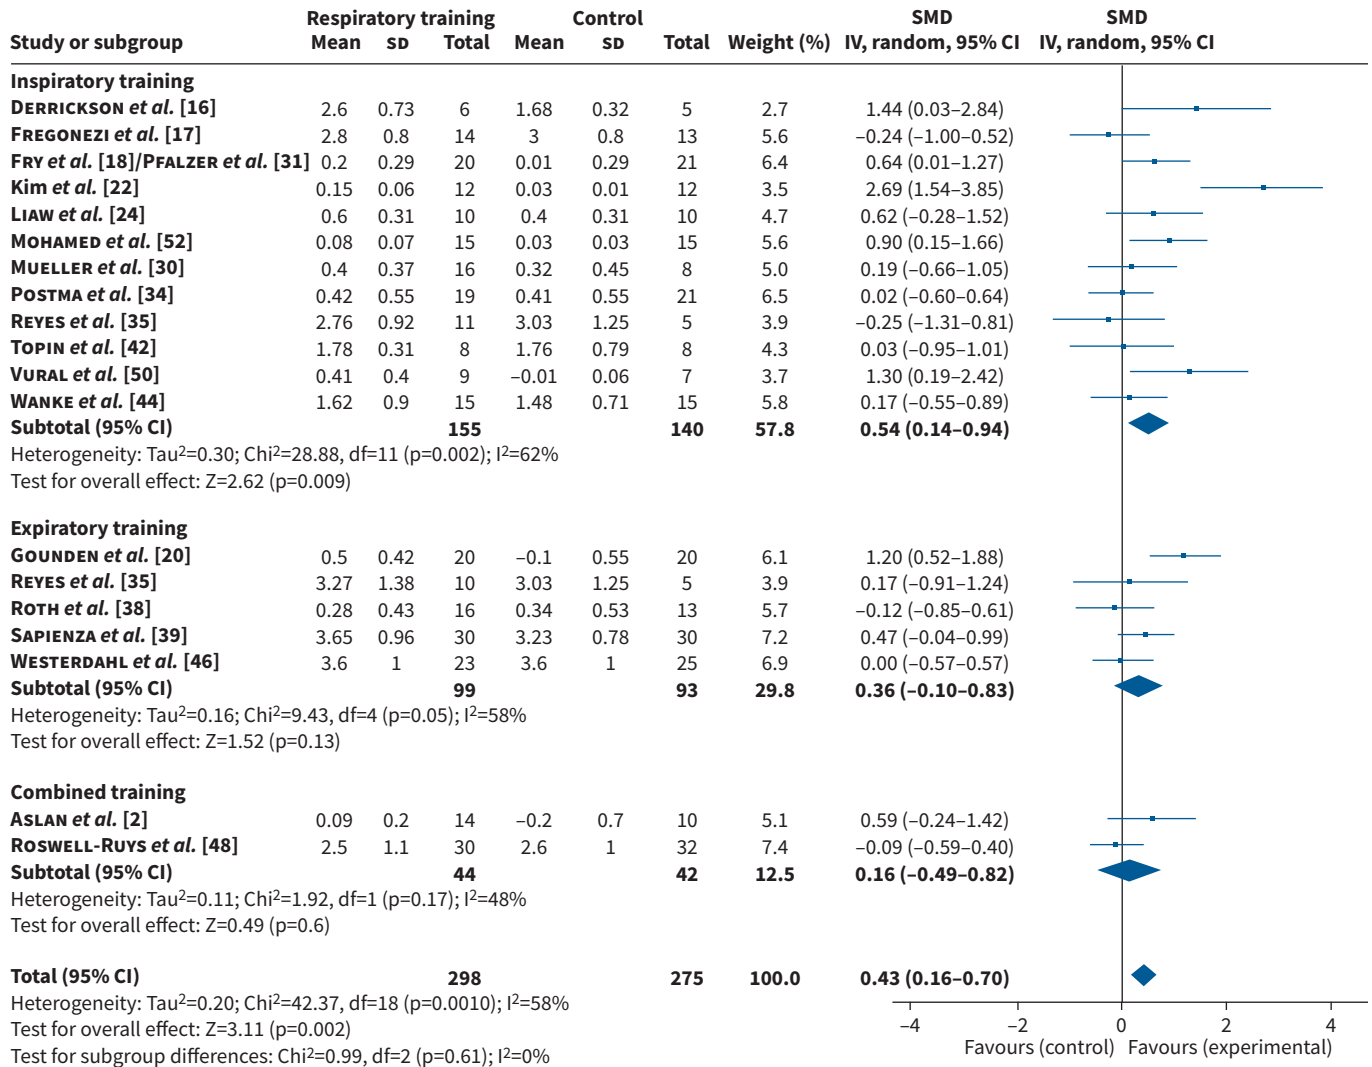 Respiratory training Control SMD SMD
Study or subgroup Mean SD Total Mean SD Total Weight (%) IV, random, 95% CI IV, random, 95% CI
Inspiratory training
DERRICKSON et al. [16] 2.6 0.73 6 1.68 0.32 5 2.7 1.44 (0.03–2.84)
FREGONEZI et al. [17] 2.8 0.8 14 3 0.8 13 5.6 –0.24 (–1.00–0.52)
FRY et al. [18]/PFALZER et al. [31] 0.2 0.29 20 0.01 0.29 21 6.4 0.64 (0.01–1.27)
Kim et al. [22] 0.15 0.06 12 0.03 0.01 12 3.5 2.69 (1.54–3.85)
LIAW et al. [24] 0.6 0.31 10 0.4 0.31 10 4.7 0.62 (–0.28–1.52)
MOHAMED et al. [52] 0.08 0.07 15 0.03 0.03 15 5.6 0.90 (0.15–1.66)
MUELLER et al. [30] 0.4 0.37 16 0.32 0.45 8 5.0 0.19 (–0.66–1.05)
POSTMA et al. [34] 0.42 0.55 19 0.41 0.55 21 6.5 0.02 (–0.60–0.64)
REYES et al. [35] 2.76 0.92 11 3.03 1.25 5 3.9 –0.25 (–1.31–0.81)
TOPIN et al. [42] 1.78 0.31 8 1.76 0.79 8 4.3 0.03 (–0.95–1.01)
VURAL et al. [50] 0.41 0.4 9 –0.01 0.06 7 3.7 1.30 (0.19–2.42)
WANKE et al. [44] 1.62 0.9 15 1.48 0.71 15 5.8 0.17 (–0.55–0.89)
Subtotal (95% CI) 155 140 57.8 0.54 (0.14–0.94)
Heterogeneity: Tau²=0.30; Chi²=28.88, df=11 (p=0.002); I²=62%
Test for overall effect: Z=2.62 (p=0.009)
Expiratory training
GOUNDEN et al. [20] 0.5 0.42 20 –0.1 0.55 20 6.1 1.20 (0.52–1.88)
REYES et al. [35] 3.27 1.38 10 3.03 1.25 5 3.9 0.17 (–0.91–1.24)
ROTH et al. [38] 0.28 0.43 16 0.34 0.53 13 5.7 –0.12 (–0.85–0.61)
SAPIENZA et al. [39] 3.65 0.96 30 3.23 0.78 30 7.2 0.47 (–0.04–0.99)
WESTERDAHL et al. [46] 3.6 1 23 3.6 1 25 6.9 0.00 (–0.57–0.57)
Subtotal (95% CI) 99 93 29.8 0.36 (–0.10–0.83)
Heterogeneity: Tau²=0.16; Chi²=9.43, df=4 (p=0.05); I²=58%
Test for overall effect: Z=1.52 (p=0.13)
Combined training
ASLAN et al. [2] 0.09 0.2 14 –0.2 0.7 10 5.1 0.59 (–0.24–1.42)
ROSWELL-RUYS et al. [48] 2.5 1.1 30 2.6 1 32 7.4 –0.09 (–0.59–0.40)
Subtotal (95% CI) 44 42 12.5 0.16 (–0.49–0.82)
Heterogeneity: Tau²=0.11; Chi²=1.92, df=1 (p=0.17); I²=48%
Test for overall effect: Z=0.49 (p=0.6)
Total (95% CI) 298 275 100.0 0.43 (0.16–0.70)
Heterogeneity: Tau²=0.20; Chi²=42.37, df=18 (p=0.0010); I²=58%
Test for overall effect: Z=3.11 (p=0.002)
Test for subgroup differences: Chi²=0.99, df=2 (p=0.61); I²=0%
–4 –2 0 2 4
Favours (control) Favours (experimental)